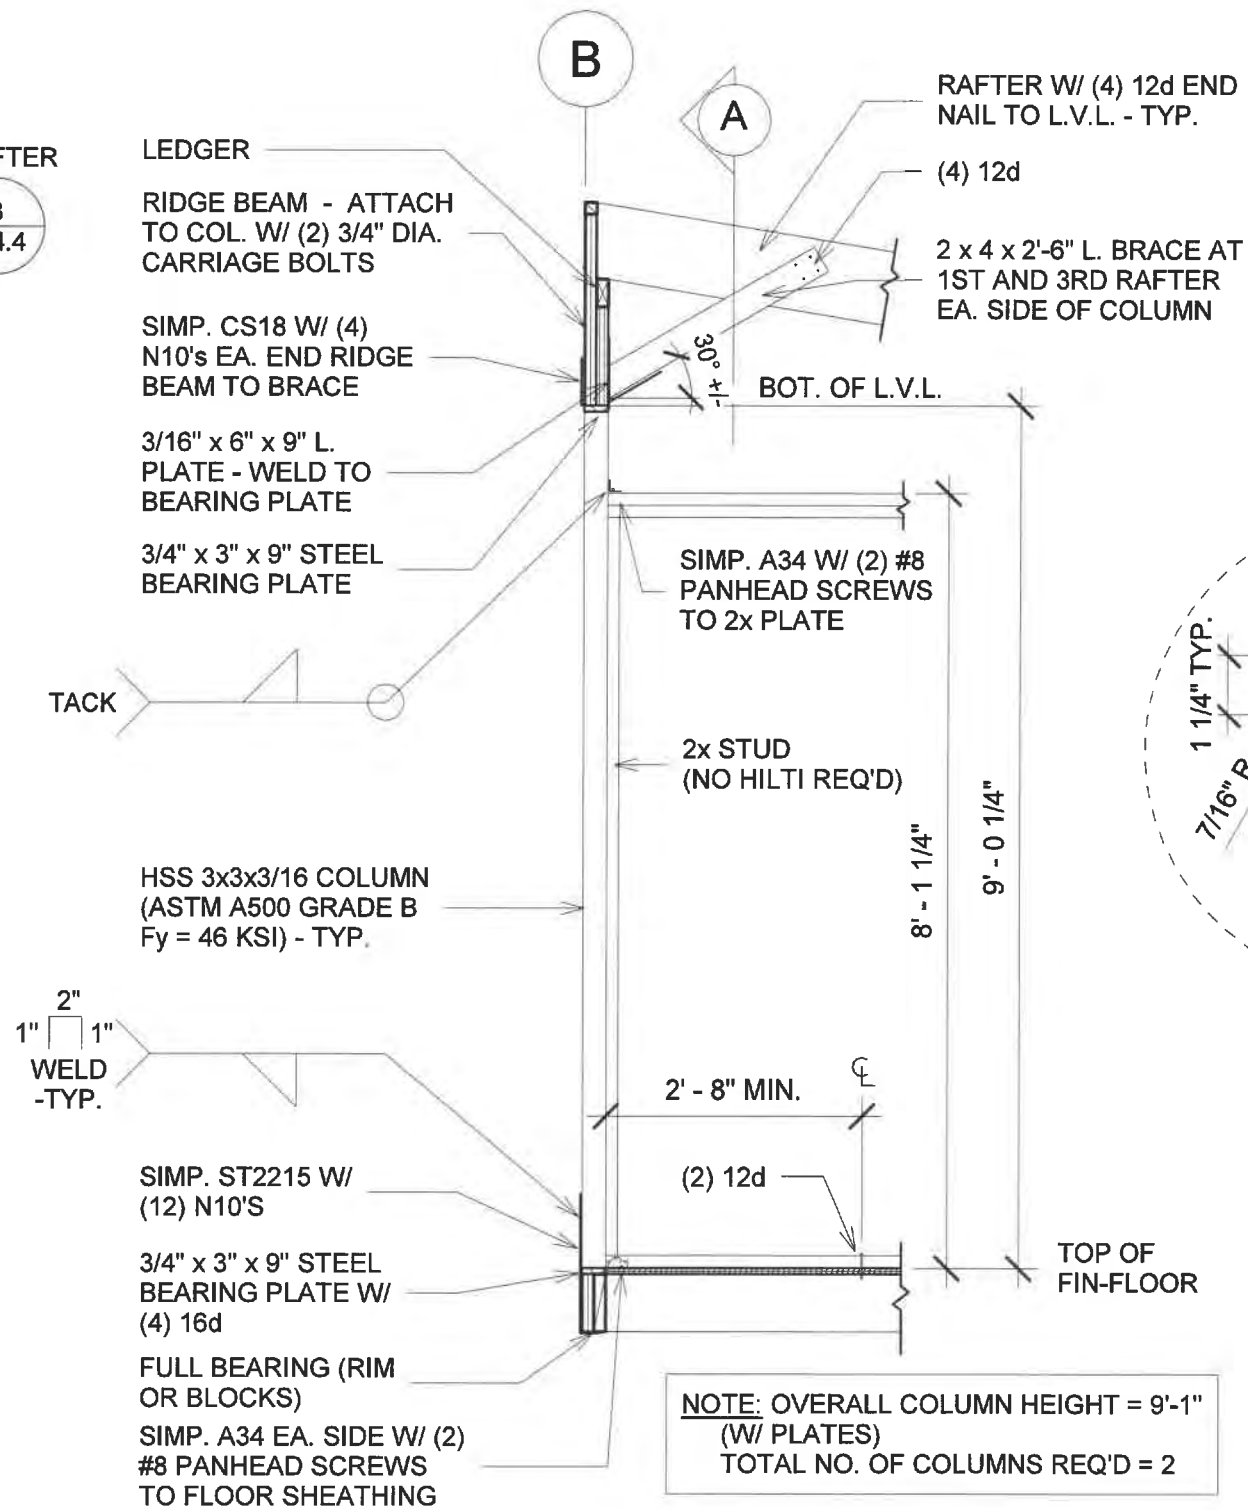 B
A
RAFTER W/ (4) 12d END
NAIL TO L.V.L. - TYP.
(4) 12d
2 x 4 x 2'-6" L. BRACE AT
1ST AND 3RD RAFTER
EA. SIDE OF COLUMN
LEDGER
RIDGE BEAM - ATTACH
TO COL. W/ (2) 3/4" DIA.
CARRIAGE BOLTS
SIMP. CS18 W/ (4)
N10's EA. END RIDGE
BEAM TO BRACE
3/16" x 6" x 9" L.
PLATE - WELD TO
BEARING PLATE
3/4" x 3" x 9" STEEL
BEARING PLATE
30° +/-
BOT. OF L.V.L.
SIMP. A34 W/ (2) #8
PANHEAD SCREWS
TO 2x PLATE
TACK
2x STUD
(NO HILTI REQ'D)
8' - 1 1/4"
9' - 0 1/4"
1 1/4" TYP.
7/16"
HSS 3x3x3/16 COLUMN
(ASTM A500 GRADE B
Fy = 46 KSI) - TYP.
2"
1" 1"
WELD
-TYP.
2' - 8" MIN.
(2) 12d
SIMP. ST2215 W/
(12) N10'S
3/4" x 3" x 9" STEEL
BEARING PLATE W/
(4) 16d
FULL BEARING (RIM
OR BLOCKS)
SIMP. A34 EA. SIDE W/ (2)
#8 PANHEAD SCREWS
TO FLOOR SHEATHING
TOP OF
FIN-FLOOR
NOTE: OVERALL COLUMN HEIGHT = 9'-1"
(W/ PLATES)
TOTAL NO. OF COLUMNS REQ'D = 2